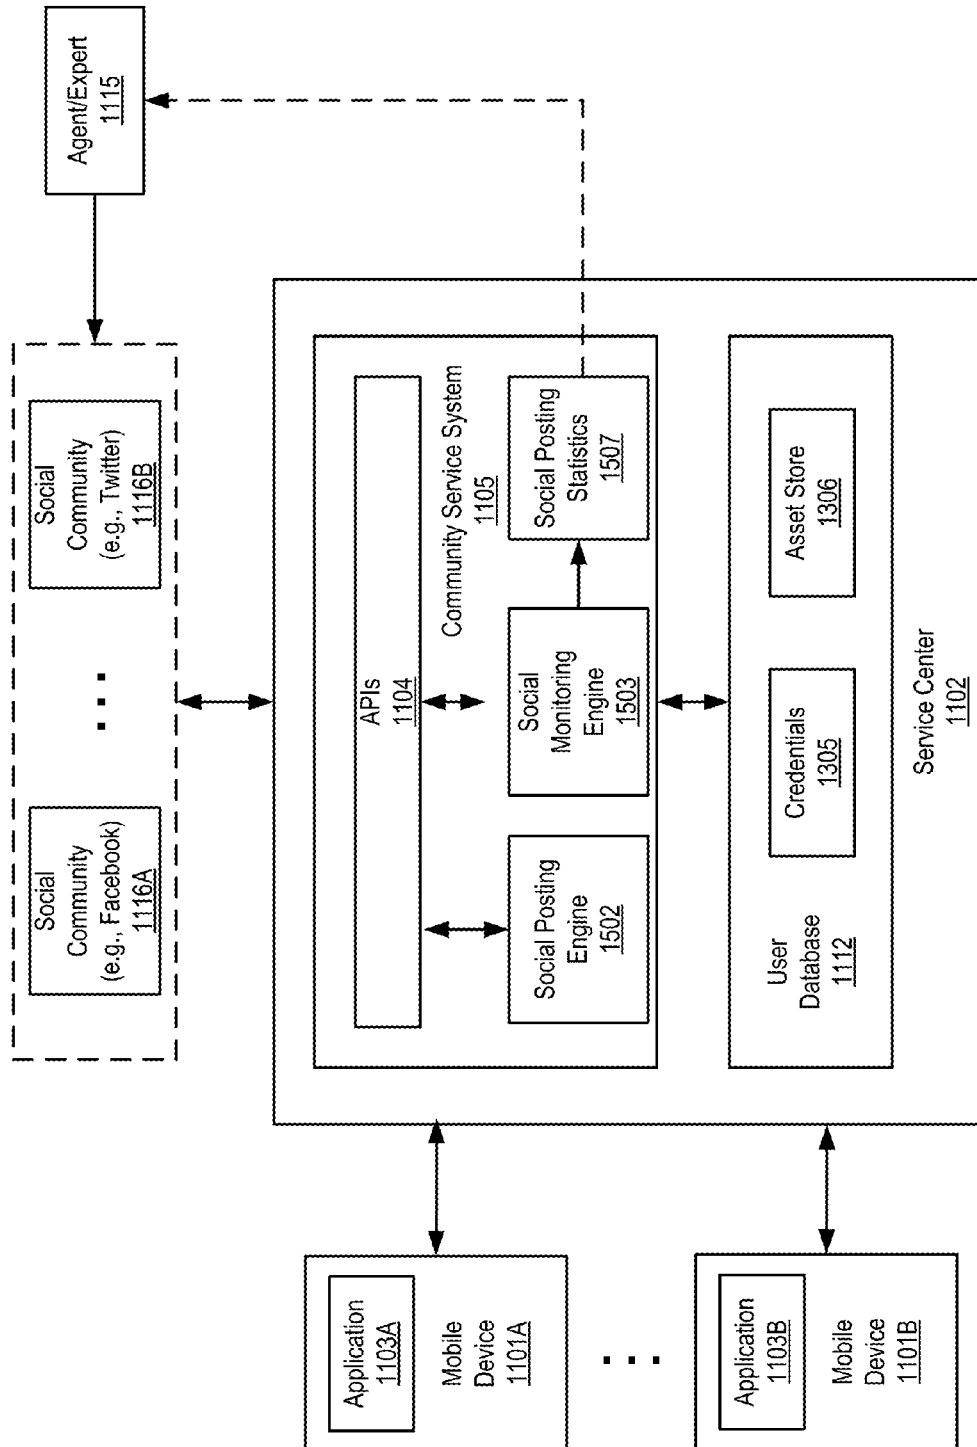 Social
Community
(e.g., Facebook)
1116A
. . .
Social
Community
(e.g., Twitter)
1116B
Agent/Expert
1115
Application
1103A
Mobile
Device
1101A
. . .
Application
1103B
Mobile
Device
1101B
APIs
1104
Community Service System
1105
Social Posting
Engine
1502
Social
Monitoring
Engine
1503
Social Posting
Statistics
1507
User
Database
1112
Credentials
1305
Asset Store
1306
Service Center
1102